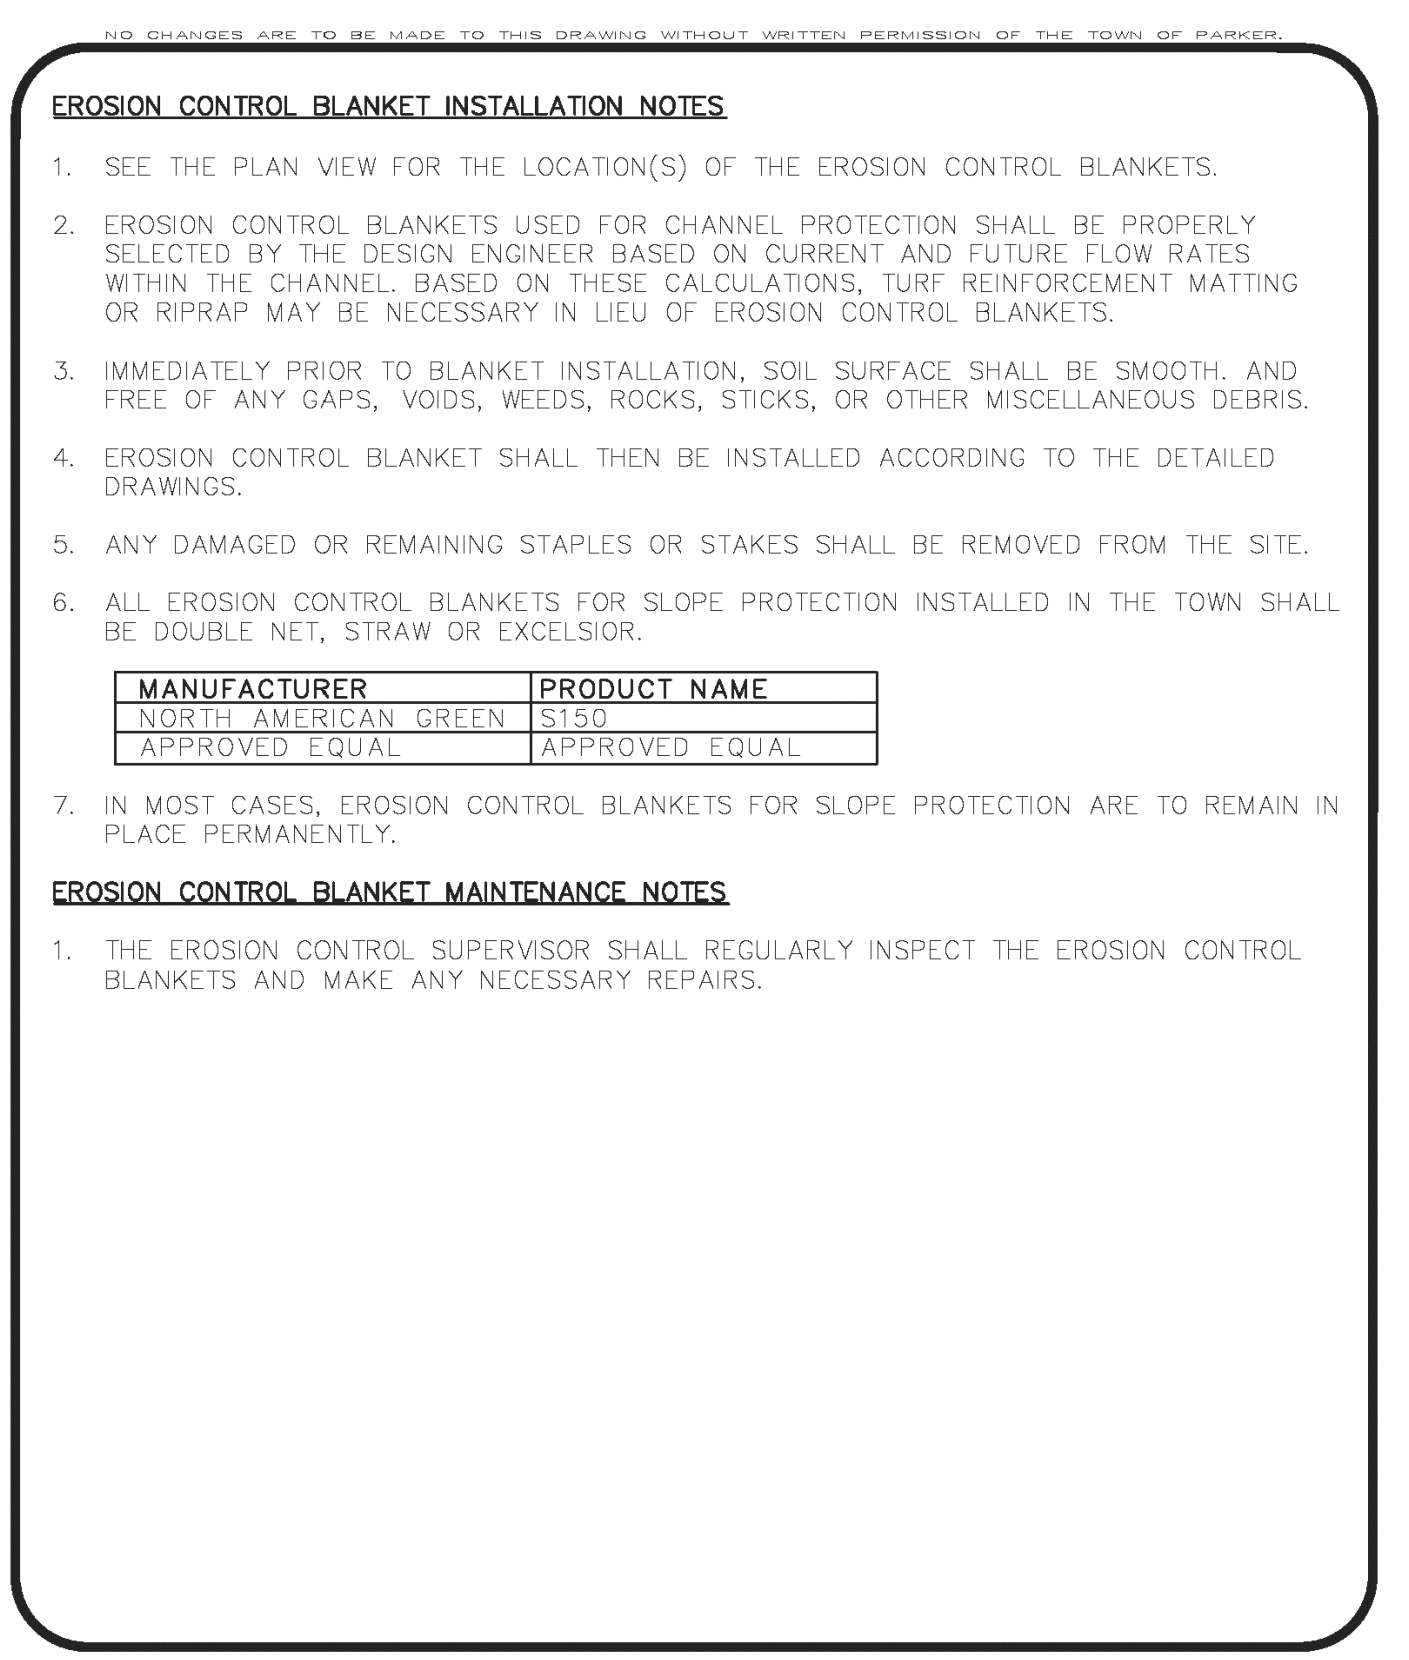 NO CHANGES ARE TO BE MADE TO THIS DRAWING WITHOUT WRITTEN PERMISSION OF THE TOWN OF PARKER.
EROSION CONTROL BLANKET INSTALLATION NOTES
1. SEE THE PLAN VIEW FOR THE LOCATION(S) OF THE EROSION CONTROL BLANKETS.
2. EROSION CONTROL BLANKETS USED FOR CHANNEL PROTECTION SHALL BE PROPERLY
SELECTED BY THE DESIGN ENGINEER BASED ON CURRENT AND FUTURE FLOW RATES
WITHIN THE CHANNEL. BASED ON THESE CALCULATIONS, TURF REINFORCEMENT MATTING
OR RIPRAP MAY BE NECESSARY IN LIEU OF EROSION CONTROL BLANKETS.
3. IMMEDIATELY PRIOR TO BLANKET INSTALLATION, SOIL SURFACE SHALL BE SMOOTH. AND
FREE OF ANY GAPS, VOIDS, WEEDS, ROCKS, STICKS, OR OTHER MISCELLANEOUS DEBRIS.
4. EROSION CONTROL BLANKET SHALL THEN BE INSTALLED ACCORDING TO THE DETAILED
DRAWINGS.
5. ANY DAMAGED OR REMAINING STAPLES OR STAKES SHALL BE REMOVED FROM THE SITE.
6. ALL EROSION CONTROL BLANKETS FOR SLOPE PROTECTION INSTALLED IN THE TOWN SHALL
BE DOUBLE NET, STRAW OR EXCELSIOR.
MANUFACTURER PRODUCT NAME
NORTH AMERICAN GREEN S150
APPROVED EQUAL APPROVED EQUAL
7. IN MOST CASES, EROSION CONTROL BLANKETS FOR SLOPE PROTECTION ARE TO REMAIN IN
PLACE PERMANENTLY.
EROSION CONTROL BLANKET MAINTENANCE NOTES
1. THE EROSION CONTROL SUPERVISOR SHALL REGULARLY INSPECT THE EROSION CONTROL
BLANKETS AND MAKE ANY NECESSARY REPAIRS.